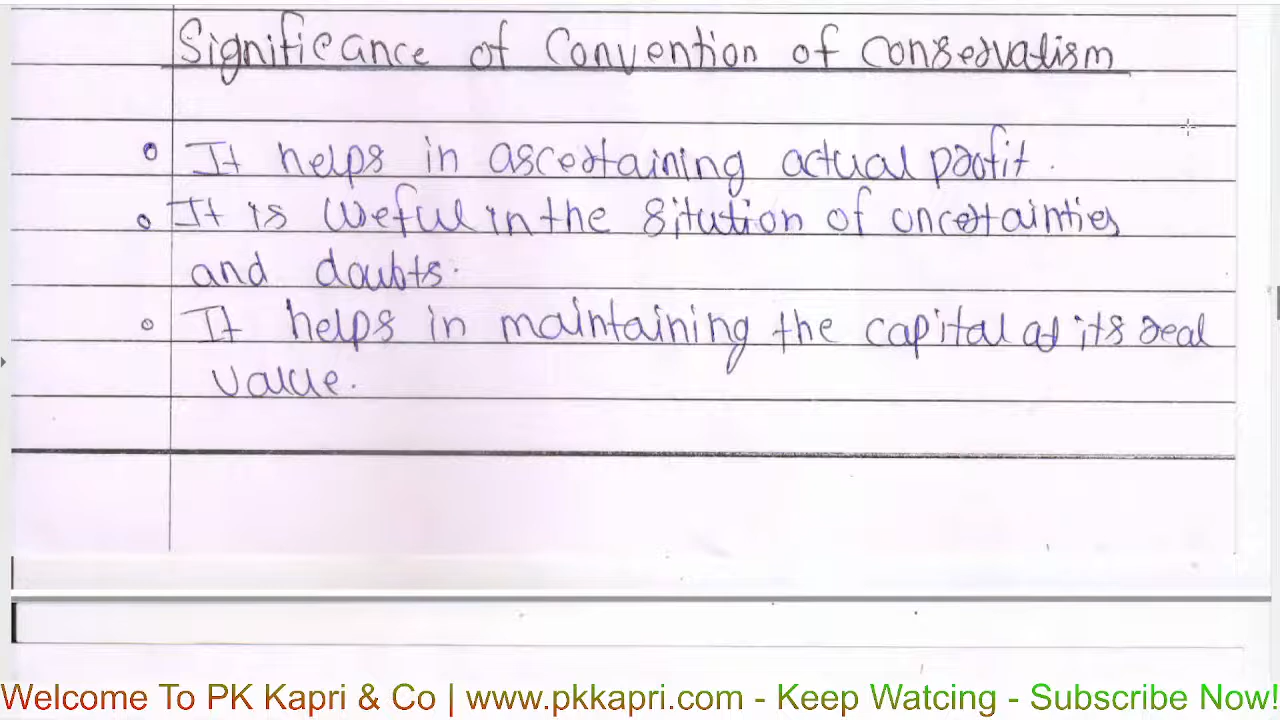 Significance of Convention of Conservatism
It helps in ascertaining actual profit.
It is useful in the sitution of uncertainties
and doubts.
It helps in maintaining the capital at its real
value.
Welcome To PK Kapri & Co | www.pkkapri.com - Keep Watcing - Subscribe Now!